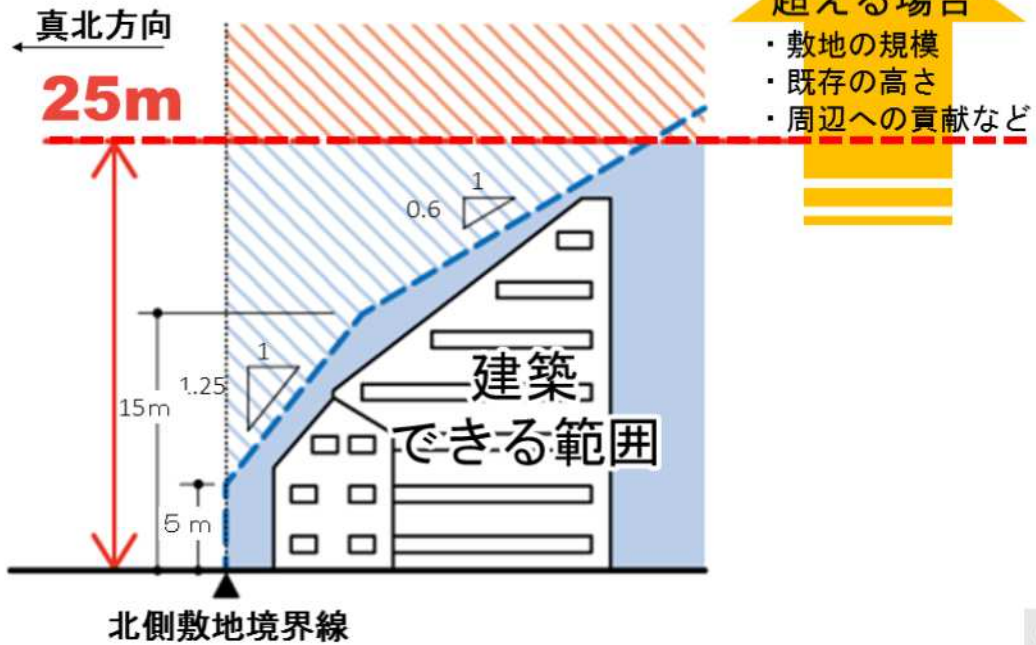 真北方向
25m
超える場合
・敷地の規模
・既存の高さ
・周辺への貢献など
1
0.6
1
1.25
15m
建築
できる範囲
5 m
北側敷地境界線